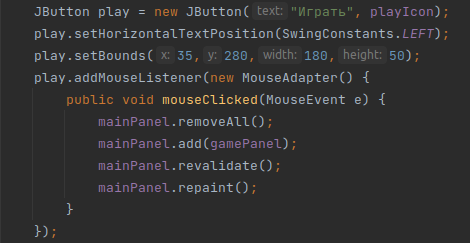 JButton play = new JButton( text: "Играть", playIcon);
play.setHorizontalTextPosition(SwingConstants.LEFT);
play.setBounds( x: 35, y: 280, width: 180, height: 50);
play.addMouseListener(new MouseAdapter() {
public void mouseClicked(MouseEvent e) {
mainPanel.removeAll();
mainPanel.add(gamePanel);
mainPanel.revalidate();
mainPanel.repaint();
}
});